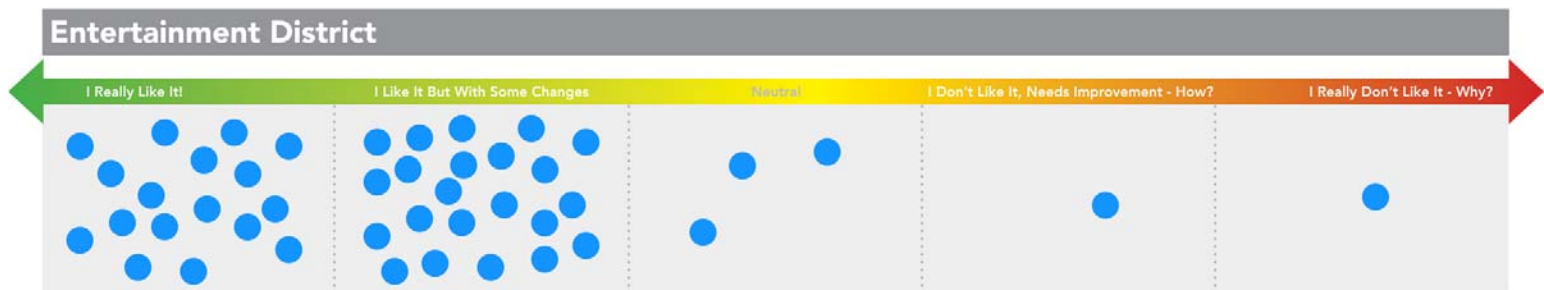 Entertainment District
I Really Like It!
I Like It But With Some Changes
Neutral
I Don't Like It, Needs Improvement - How?
I Really Don't Like It - Why?